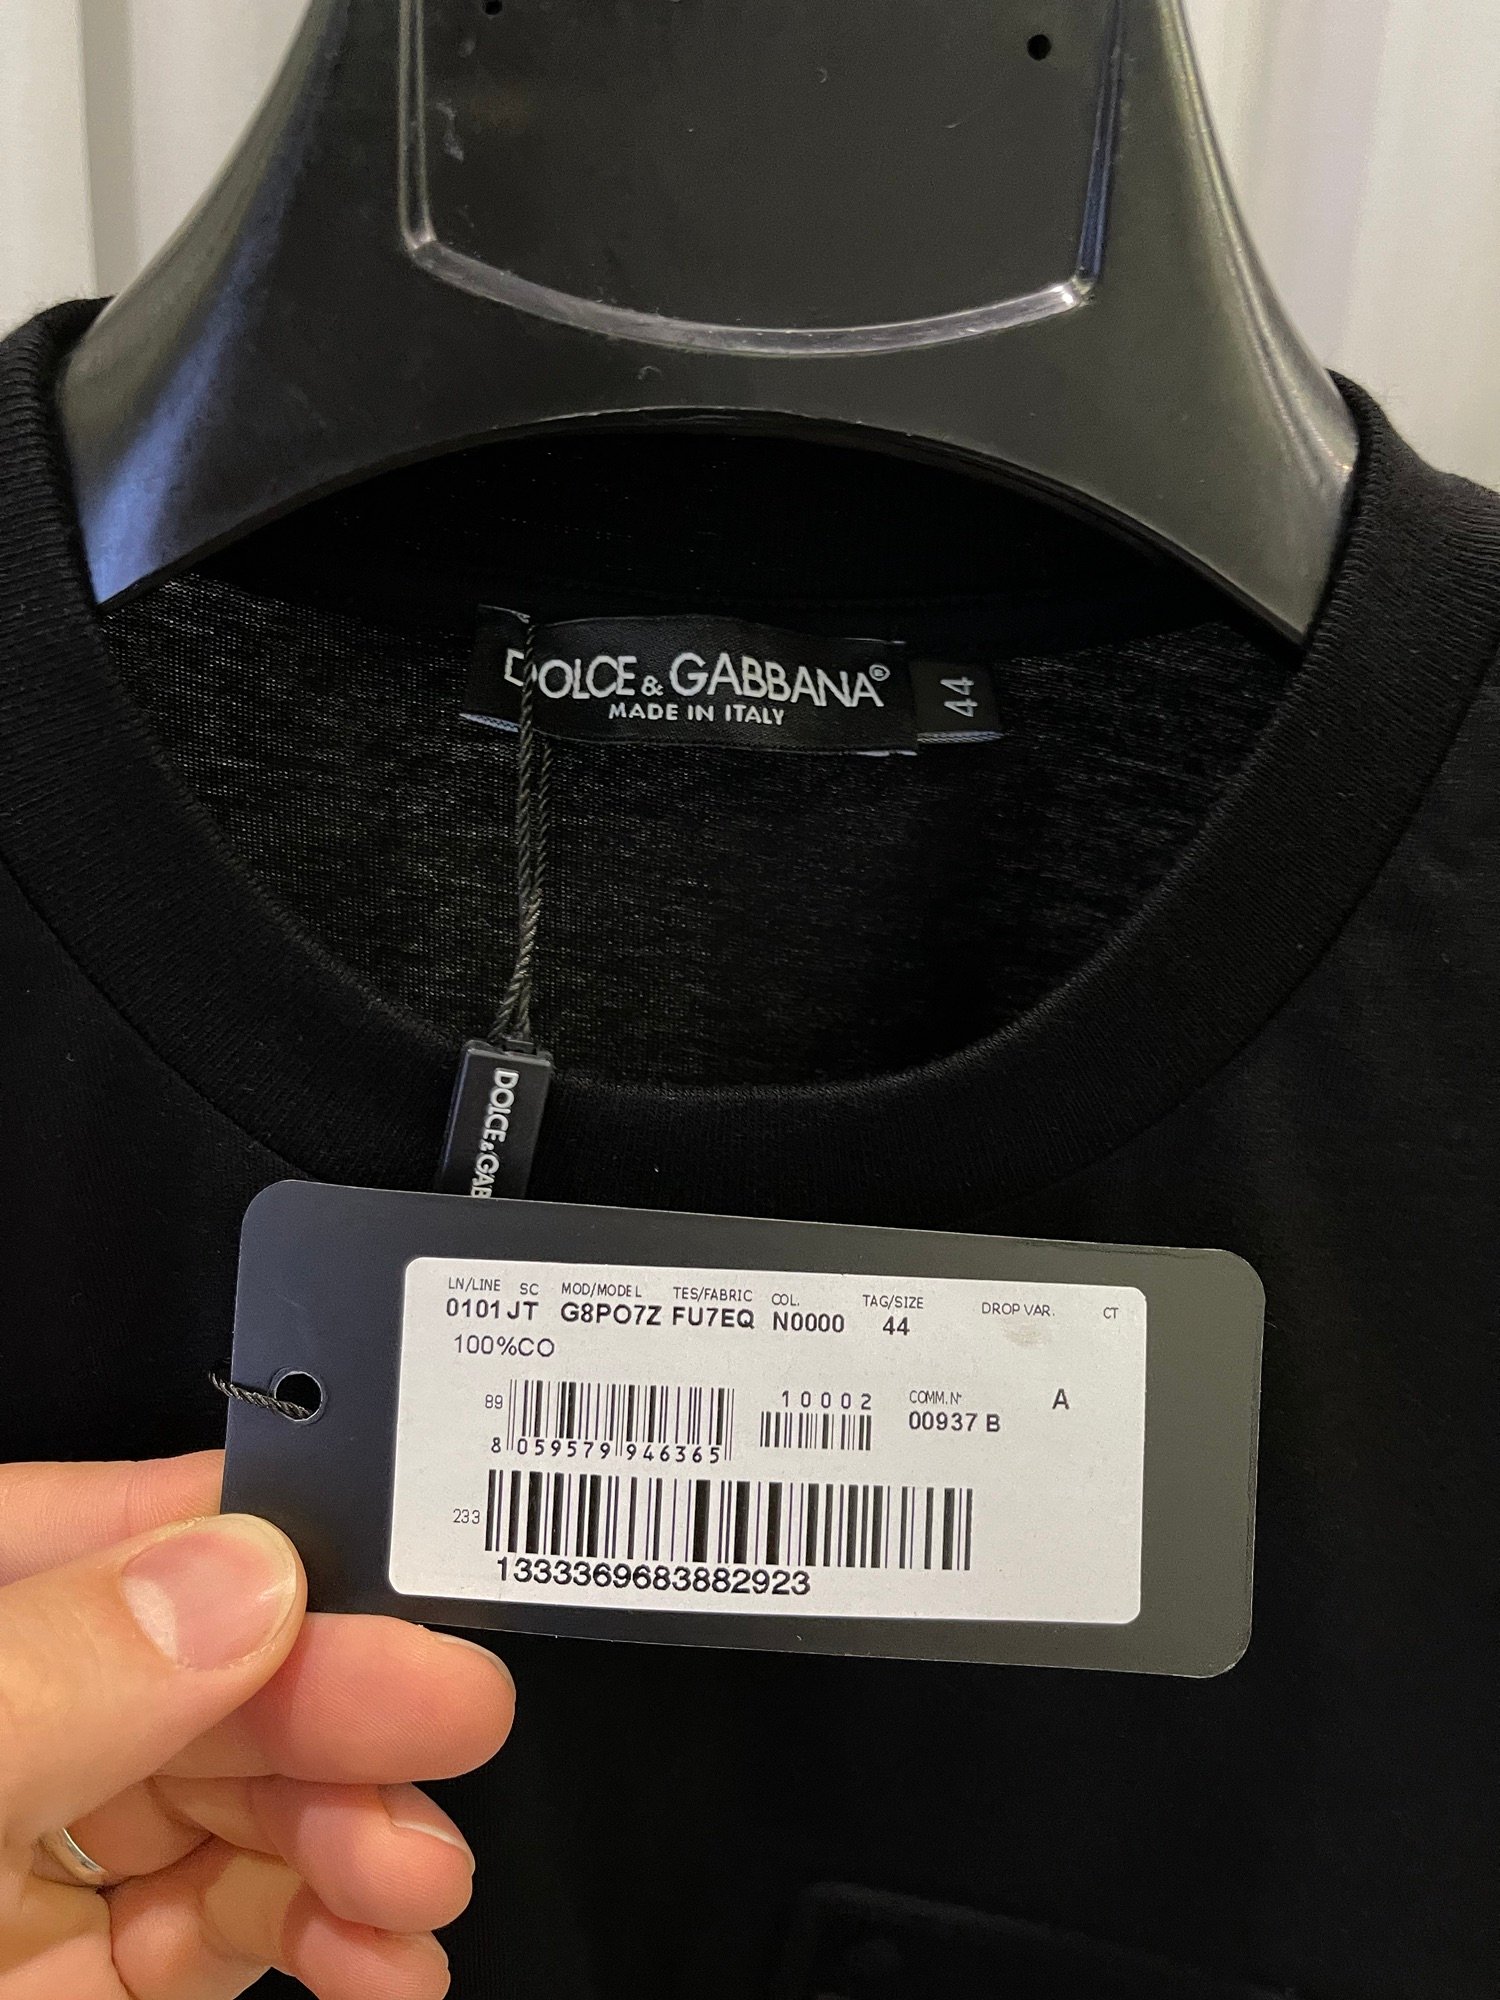 DOLCE & GABBANA®
MADE IN ITALY
44
DOLCE & GAB
LN/LINE SC MOD/MODEL TES/FABRIC COL. TAG/SIZE DROP VAR. CT
0101 JT G8PO7Z FU7EQ N0000 44
100%CO
89 10002 COMM.N° A
00937 B
8 059579 946365
233
1333369683882923